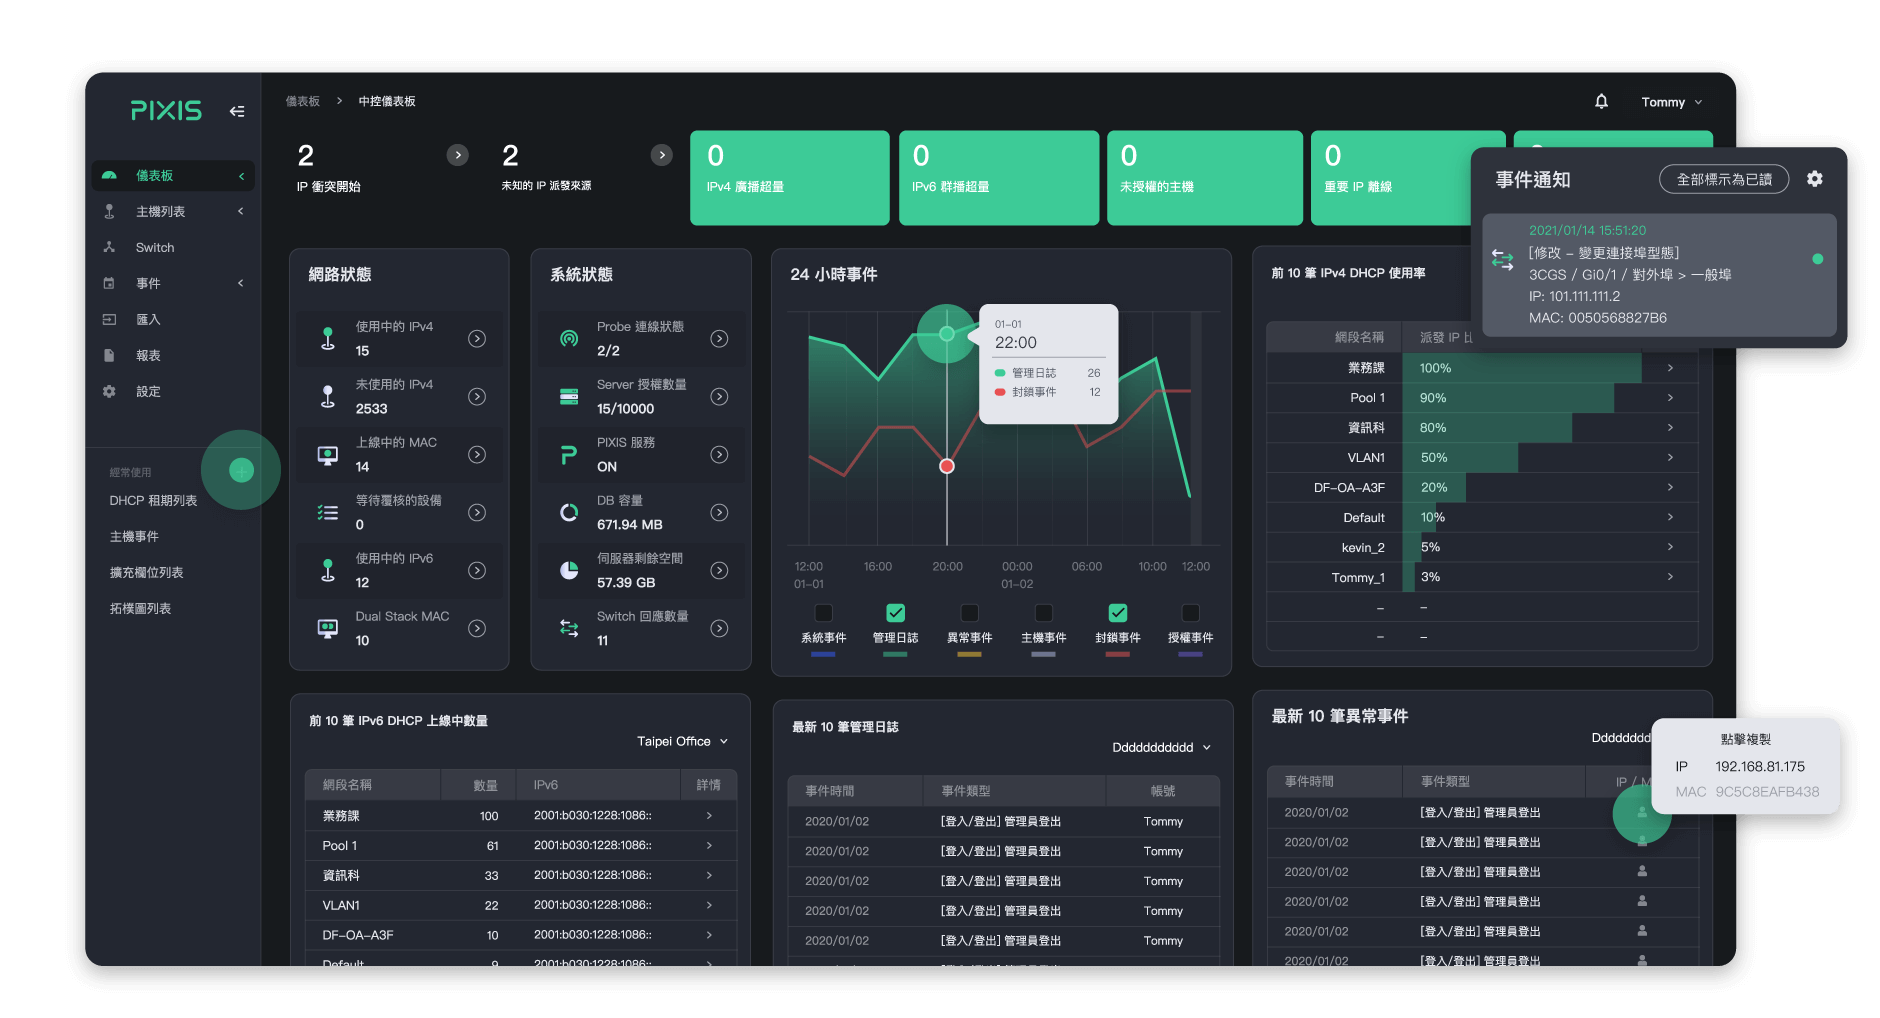 PIXIS
儀表板
主機列表
Switch
事件
匯入
報表
設定
經常使用
DHCP 租期列表
主機事件
擴充欄位列表
拓樸圖列表
儀表板 > 中控儀表板
Tommy
2
IP 衝突開始
2
未知的 IP 派發來源
0
IPv4 廣播超量
0
IPv6 群播超量
0
未授權的主機
0
重要 IP 離線
事件通知
全部標示為已讀
2021/01/14 15:51:20
[修改 – 變更連接埠型態]
3CGS / Gi0/1 / 對外埠 > 一般埠
IP: 101.111.111.2
MAC: 0050568827B6
網路狀態
使用中的 IPv4
15
未使用的 IPv4
2533
上線中的 MAC
14
等待覆核的設備
0
使用中的 IPv6
12
Dual Stack MAC
10
系統狀態
Probe 連線狀態
2/2
Server 授權數量
15/10000
PIXIS 服務
ON
DB 容量
671.94 MB
伺服器剩餘空間
57.39 GB
Switch 回應數量
11
24 小時事件
01–01
22:00
管理日誌 26
封鎖事件 12
12:00 16:00 20:00 00:00 06:00 10:00 12:00
01–01 01–02
系統事件 管理日誌 異常事件 主機事件 封鎖事件 授權事件
前 10 筆 IPv4 DHCP 使用率
網段名稱 派發 IP
業務課 100%
Pool 1 90%
資訊科 80%
VLAN1 50%
DF–OA–A3F 20%
Default 10%
kevin_2 5%
Tommy_1 3%
– –
– –
前 10 筆 IPv6 DHCP 上線中數量
Taipei Office
網段名稱 數量 IPv6 詳情
業務課 100 2001:b030:1228:1086::
Pool 1 61 2001:b030:1228:1086::
資訊科 33 2001:b030:1228:1086::
VLAN1 22 2001:b030:1228:1086::
DF–OA–A3F 10 2001:b030:1228:1086::
Default 9 2001:b030:1228:1086::
最新 10 筆管理日誌
Dddddddddd
事件時間 事件類型 帳號
2020/01/02 [登入/登出] 管理員登出 Tommy
2020/01/02 [登入/登出] 管理員登出 Tommy
2020/01/02 [登入/登出] 管理員登出 Tommy
2020/01/02 [登入/登出] 管理員登出 Tommy
2020/01/02 [登入/登出] 管理員登出 Tommy
最新 10 筆異常事件
Dddddddd
事件時間 事件類型 IP / M
2020/01/02 [登入/登出] 管理員登出
2020/01/02 [登入/登出] 管理員登出
2020/01/02 [登入/登出] 管理員登出
2020/01/02 [登入/登出] 管理員登出
2020/01/02 [登入/登出] 管理員登出
2020/01/02 [登入/登出] 管理員登出
點擊複製
IP 192.168.81.175
MAC 9C5C8EAFB438